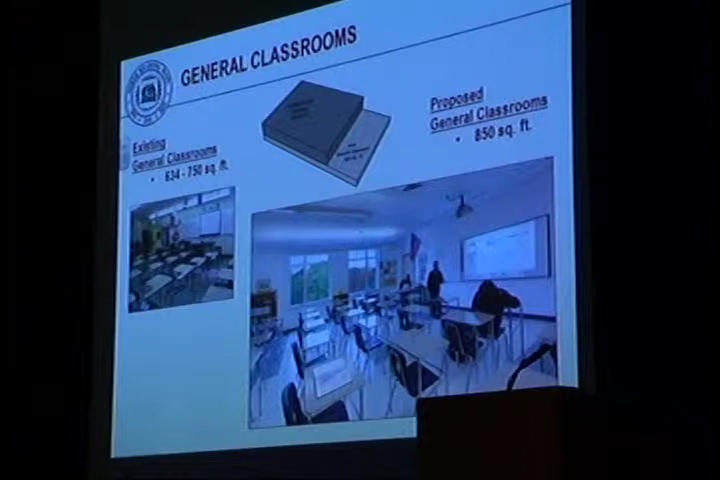 GENERAL CLASSROOMS
Existing
General Classrooms
• 634 - 750 sq. ft.
Proposed
General Classrooms
• 850 sq. ft.